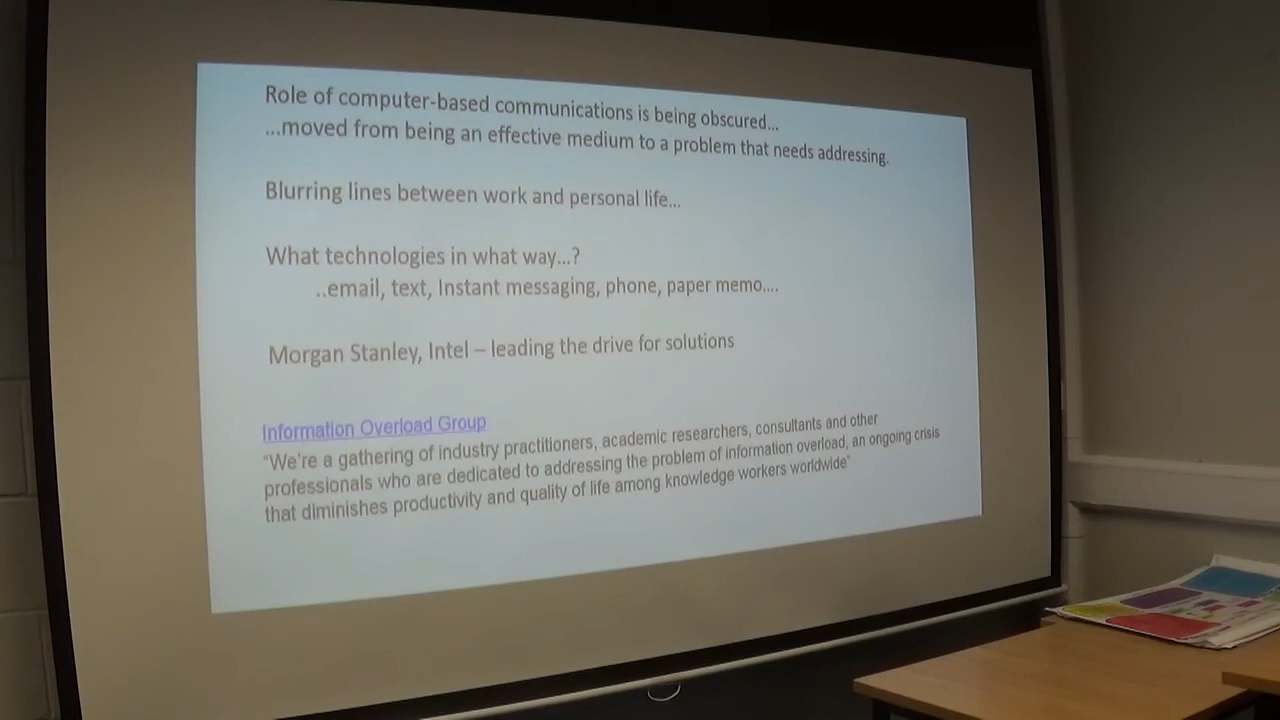 Role of computer-based communications is being obscured...
...moved from being an effective medium to a problem that needs addressing.
Blurring lines between work and personal life...
What technologies in what way...?
..email, text, Instant messaging, phone, paper memo....
Morgan Stanley, Intel – leading the drive for solutions
Information Overload Group
"We're a gathering of industry practitioners, academic researchers, consultants and other
professionals who are dedicated to addressing the problem of information overload, an ongoing crisis
that diminishes productivity and quality of life among knowledge workers worldwide"